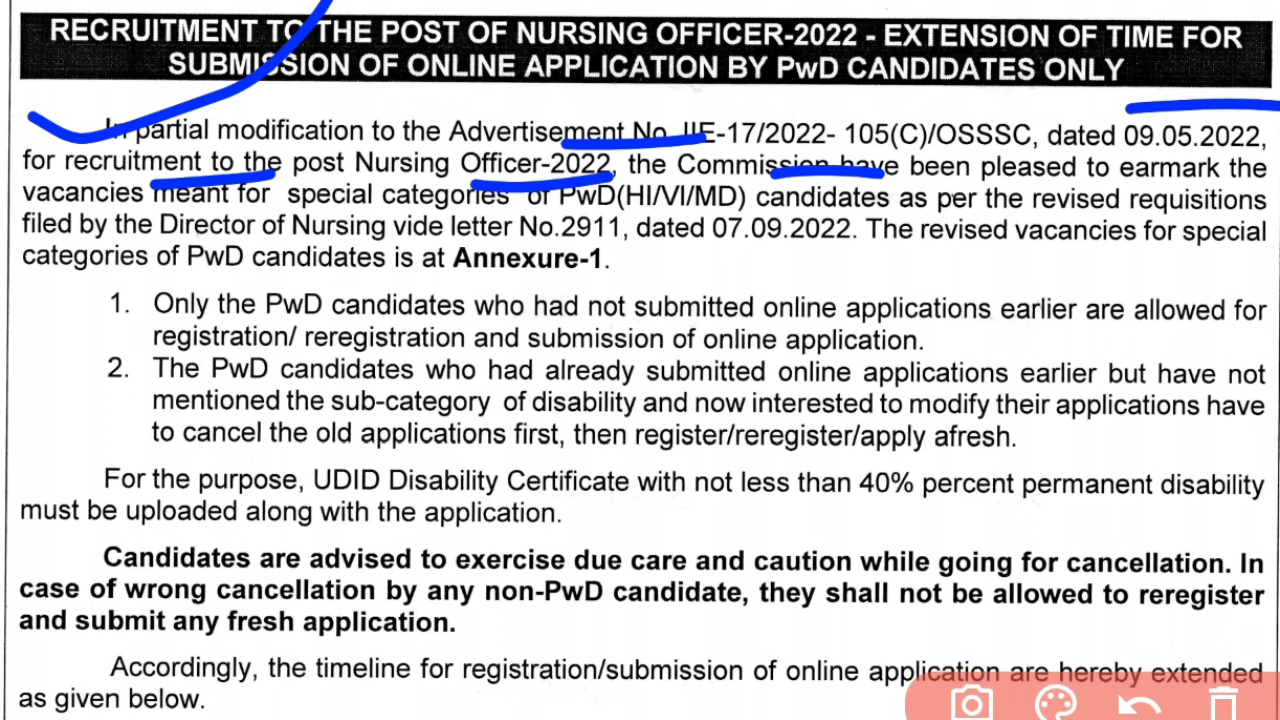 RECRUITMENT TO THE POST OF NURSING OFFICER-2022 - EXTENSION OF TIME FOR
SUBMISSION OF ONLINE APPLICATION BY PwD CANDIDATES ONLY
In partial modification to the Advertisement No. IIE-17/2022- 105(C)/OSSSC, dated 09.05.2022,
for recruitment to the post Nursing Officer-2022, the Commission have been pleased to earmark the
vacancies meant for special categories of PwD(HI/VI/MD) candidates as per the revised requisitions
filed by the Director of Nursing vide letter No.2911, dated 07.09.2022. The revised vacancies for special
categories of PwD candidates is at Annexure-1.
1. Only the PwD candidates who had not submitted online applications earlier are allowed for
registration/ reregistration and submission of online application.
2. The PwD candidates who had already submitted online applications earlier but have not
mentioned the sub-category of disability and now interested to modify their applications have
to cancel the old applications first, then register/reregister/apply afresh.
For the purpose, UDID Disability Certificate with not less than 40% percent permanent disability
must be uploaded along with the application.
Candidates are advised to exercise due care and caution while going for cancellation. In
case of wrong cancellation by any non-PwD candidate, they shall not be allowed to reregister
and submit any fresh application.
Accordingly, the timeline for registration/submission of online application are hereby extended
as given below.